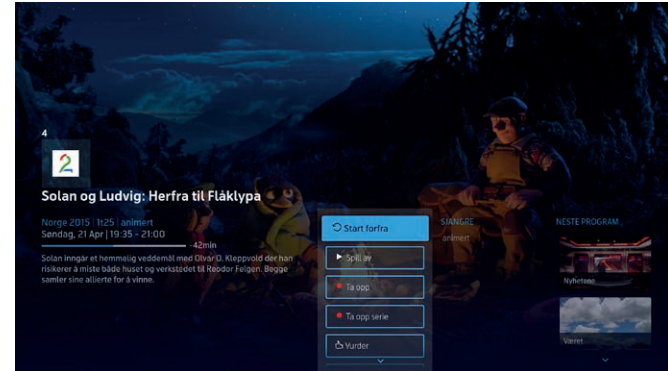 4
2
Solan og Ludvig: Herfra til Flåklypa
Norge 2015 | 1t25 | animert
Søndag, 21 Apr | 19:35 - 21:00
-42min
Solan inngår et hemmelig veddemål med Olvar O. Kleppvold der han
risikerer å miste både huset og verkstedet til Reodor Felgen. Begge
samler sine allierte for å vinne.
Start forfra
Spill av
Ta opp
Ta opp serie
Vurder
SJANGRE
animert
NESTE PROGRAM...
Nyhetene
Været